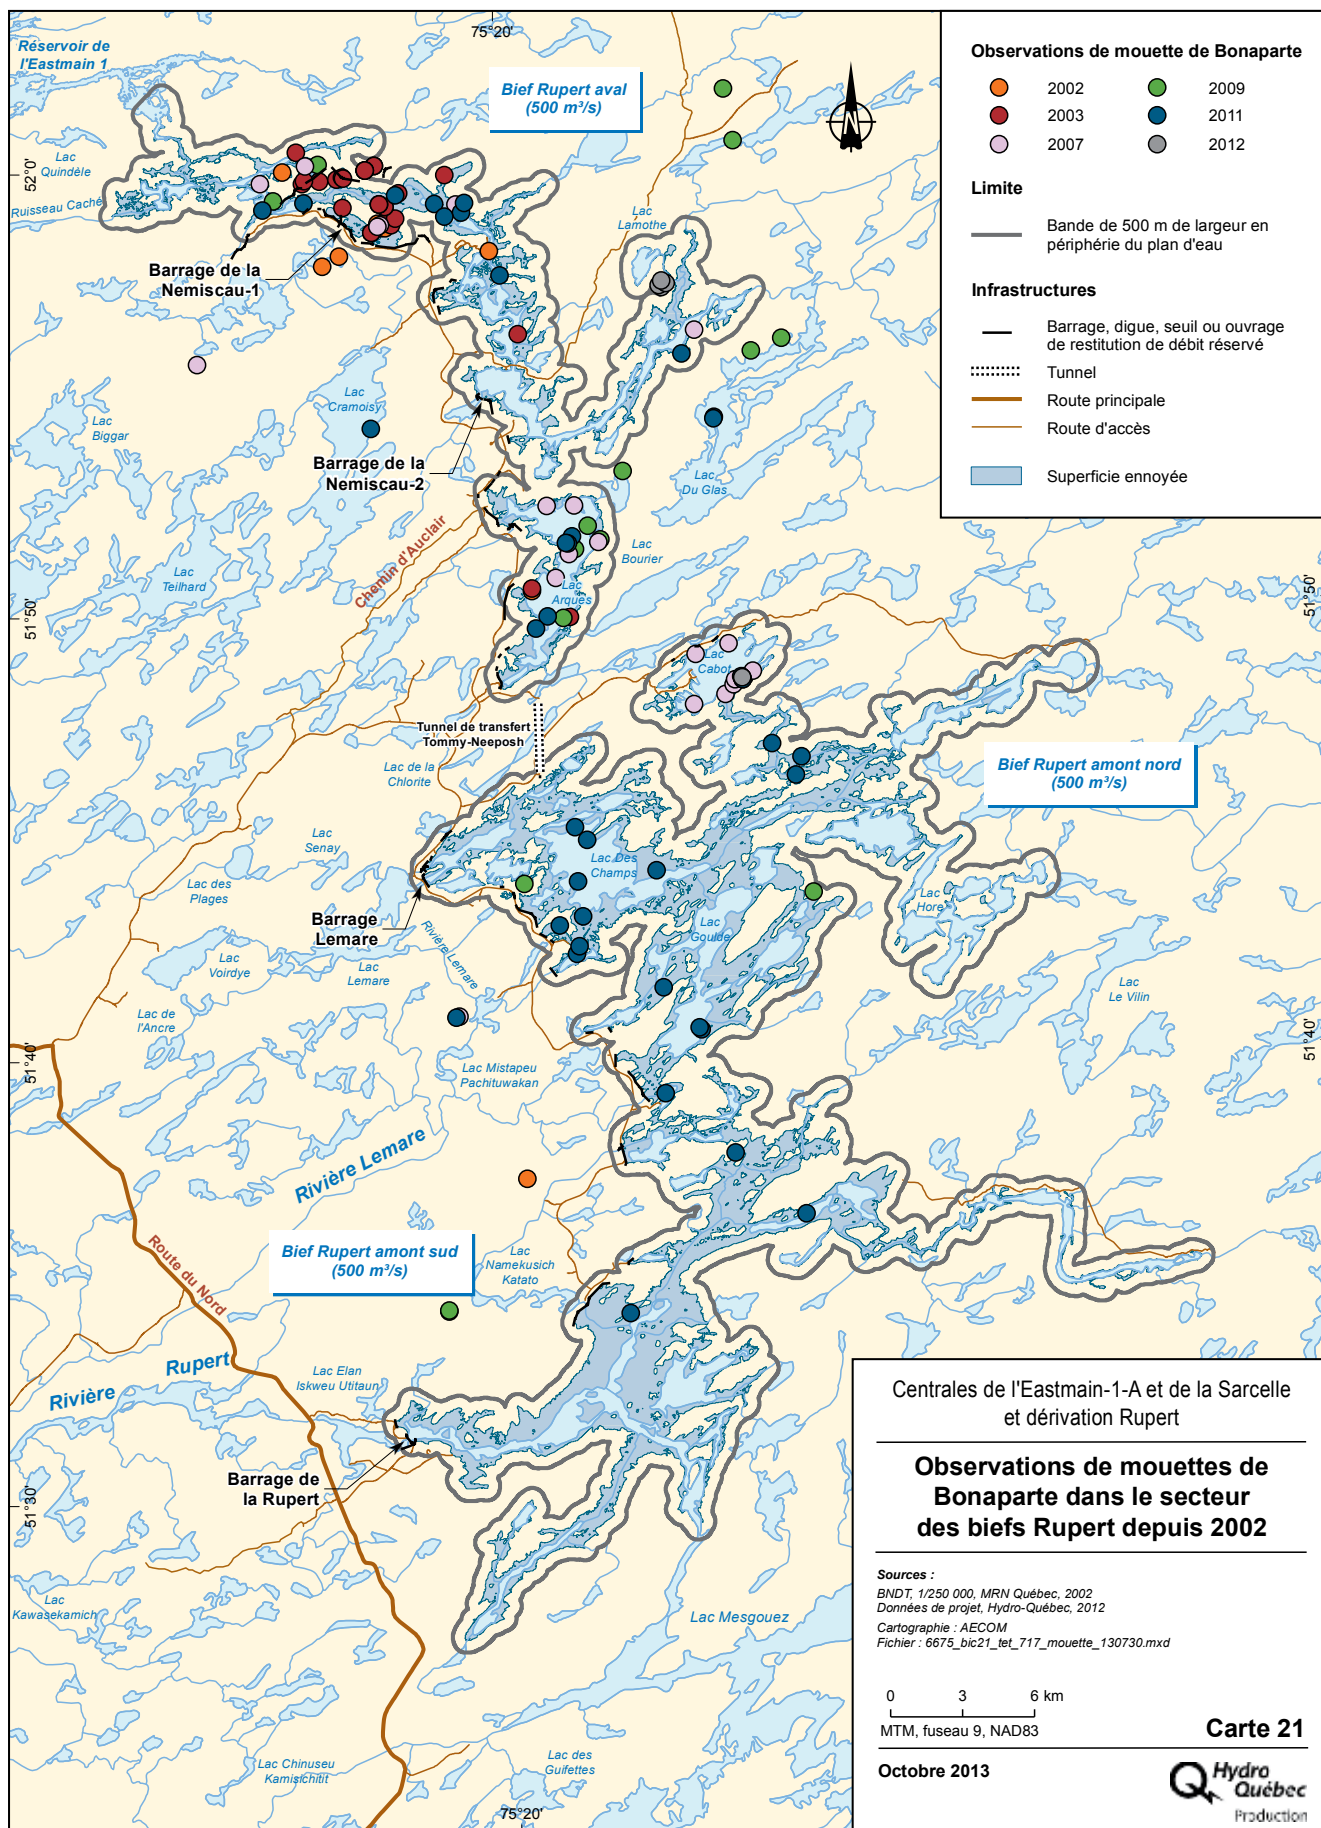 75°20'
Réservoir de
l'Eastmain 1
Bief Rupert aval
(500 m³/s)
N
Observations de mouette de Bonaparte
2002
2009
2003
2011
2007
2012
Limite
Bande de 500 m de largeur en
périphérie du plan d'eau
Infrastructures
Barrage, digue, seuil ou ouvrage
de restitution de débit réservé
Tunnel
Route principale
Route d'accès
Superficie ennoyée
Lac
Quindèle
52°0'
Ruisseau Caché
Lac
Lamothe
Barrage de la
Nemiscau-1
Lac
Cramoisy
Lac
Biggar
Barrage de la
Nemiscau-2
Lac
Du Glas
Chemin d'Auclair
Lac
Bourier
Lac
Teilhard
Lac
Arques
51°50'
51°50'
Lac
Cabot
Tunnel de transfert
Tommy-Neeposh
Lac de la
Chlorite
Bief Rupert amont nord
(500 m³/s)
Lac
Senay
Lac Des
Champs
Lac des
Plages
Lac
Hore
Barrage
Lemare
Lac
Goulde
Rivière Lemare
Lac
Voirdye
Lac
Lemare
Lac
Le Vilin
Lac de
l'Ancre
51°40'
51°40'
Lac Mistapeu
Pachituwakan
Rivière Lemare
Bief Rupert amont sud
(500 m³/s)
Lac
Namekusich
Katato
Route du Nord
Rivière Rupert
Lac Elan
Iskweu Utitaun
Barrage de
la Rupert
51°30'
Lac
Kawasekamich
Lac Mesgouez
Lac Chinuseu
Kamisichitit
Lac des
Guifettes
75°20'
Centrales de l'Eastmain-1-A et de la Sarcelle
et dérivation Rupert
Observations de mouettes de
Bonaparte dans le secteur
des biefs Rupert depuis 2002
Sources :
BNDT, 1/250 000, MRN Québec, 2002
Données de projet, Hydro-Québec, 2012
Cartographie : AECOM
Fichier : 6675_bic21_tet_717_mouette_130730.mxd
0 3 6 km
MTM, fuseau 9, NAD83
Carte 21
Octobre 2013
Hydro
Québec
Production